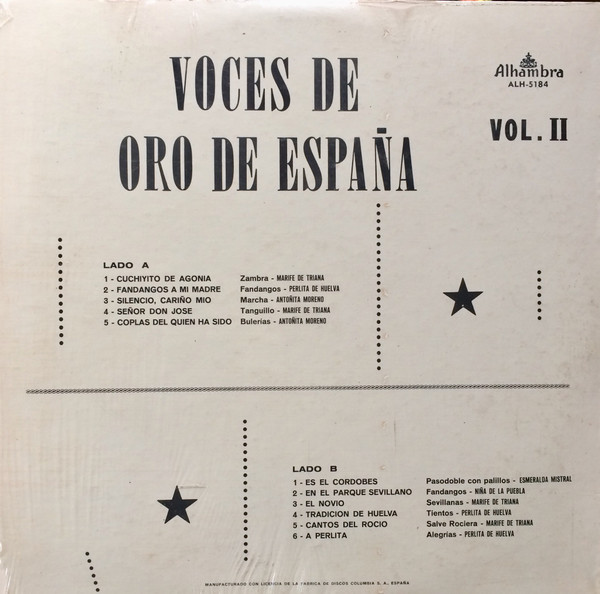 VOCES DE
ORO DE ESPAÑA
Alhambra
ALH-5184
VOL. II
LADO A
1 - CUCHIYITO DE AGONIA Zambra - MARIFE DE TRIANA
2 - FANDANGOS A MI MADRE Fandangos - PERLITA DE HUELVA
3 - SILENCIO, CARIÑO MIO Marcha - ANTOÑITA MORENO
4 - SEÑOR DON JOSE Tanguillo - MARIFE DE TRIANA
5 - COPLAS DEL QUIEN HA SIDO Bulerías - ANTOÑITA MORENO
LADO B
1 - ES EL CORDOBES Pasodoble con palillos - ESMERALDA MISTRAL
2 - EN EL PARQUE SEVILLANO Fandangos - NIÑA DE LA PUEBLA
3 - EL NOVIO Sevillanas - MARIFE DE TRIANA
4 - TRADICION DE HUELVA Tientos - PERLITA DE HUELVA
5 - CANTOS DEL ROCIO Salve Rociera - MARIFE DE TRIANA
6 - A PERLITA Alegrías - PERLITA DE HUELVA
MANUFACTURADO CON LICENCIA DE LA FABRICA DE DISCOS COLUMBIA S. A., ESPAÑA